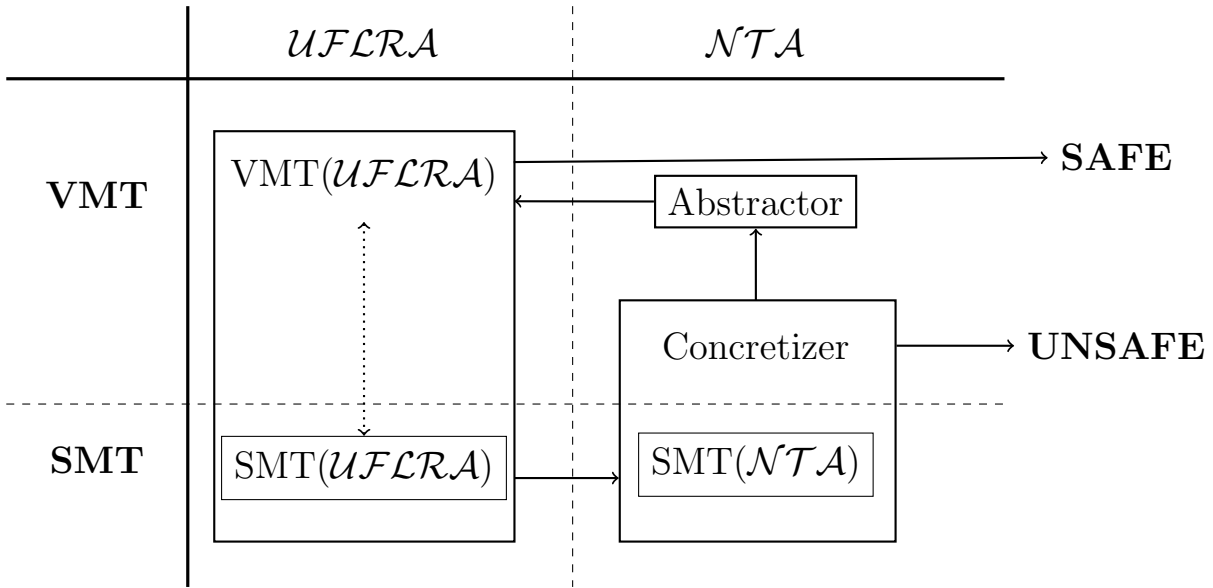 𝒰ℱℒℛ𝒜
𝒩𝒯𝒜
VMT
VMT(𝒰ℱℒℛ𝒜)
SAFE
Abstractor
Concretizer
UNSAFE
SMT
SMT(𝒰ℱℒℛ𝒜)
SMT(𝒩𝒯𝒜)